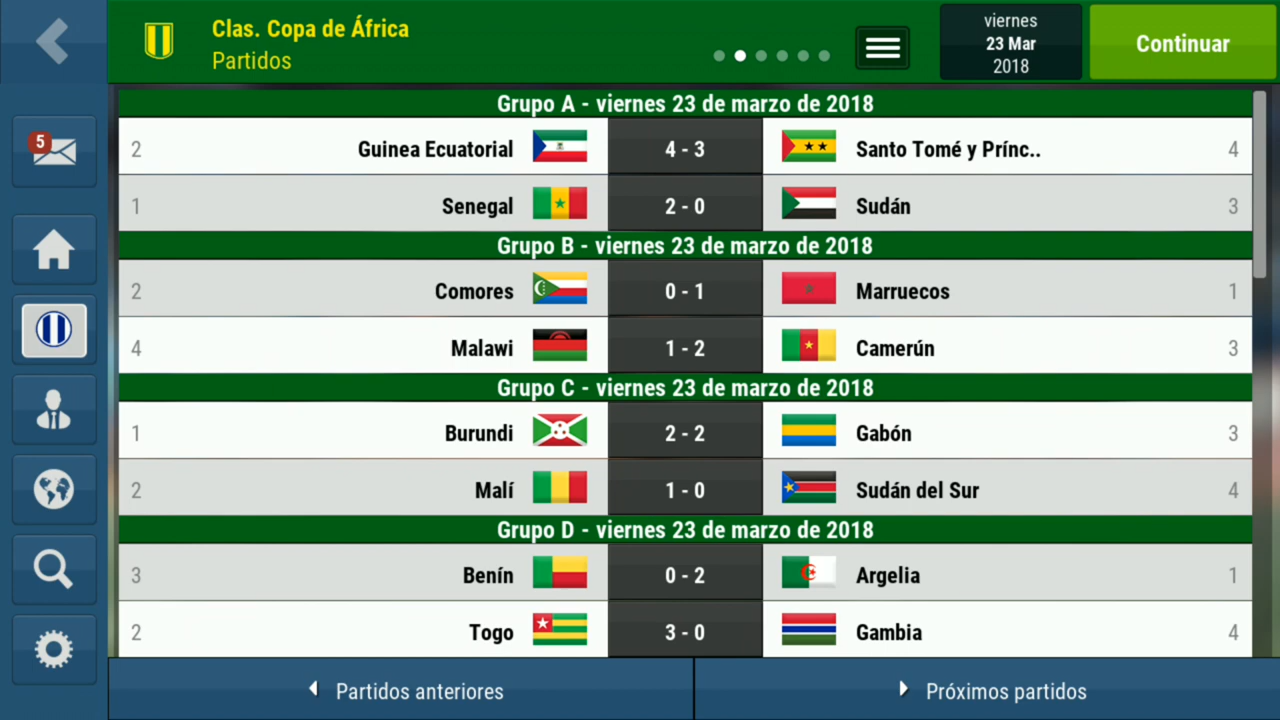 Clas. Copa de África
Partidos
viernes
23 Mar
2018
Continuar
5
Grupo A - viernes 23 de marzo de 2018
2 Guinea Ecuatorial 4 - 3 Santo Tomé y Prínc.. 4
1 Senegal 2 - 0 Sudán 3
Grupo B - viernes 23 de marzo de 2018
2 Comores 0 - 1 Marruecos 1
4 Malawi 1 - 2 Camerún 3
Grupo C - viernes 23 de marzo de 2018
1 Burundi 2 - 2 Gabón 3
2 Malí 1 - 0 Sudán del Sur 4
Grupo D - viernes 23 de marzo de 2018
3 Benín 0 - 2 Argelia 1
2 Togo 3 - 0 Gambia 4
Partidos anteriores
Próximos partidos